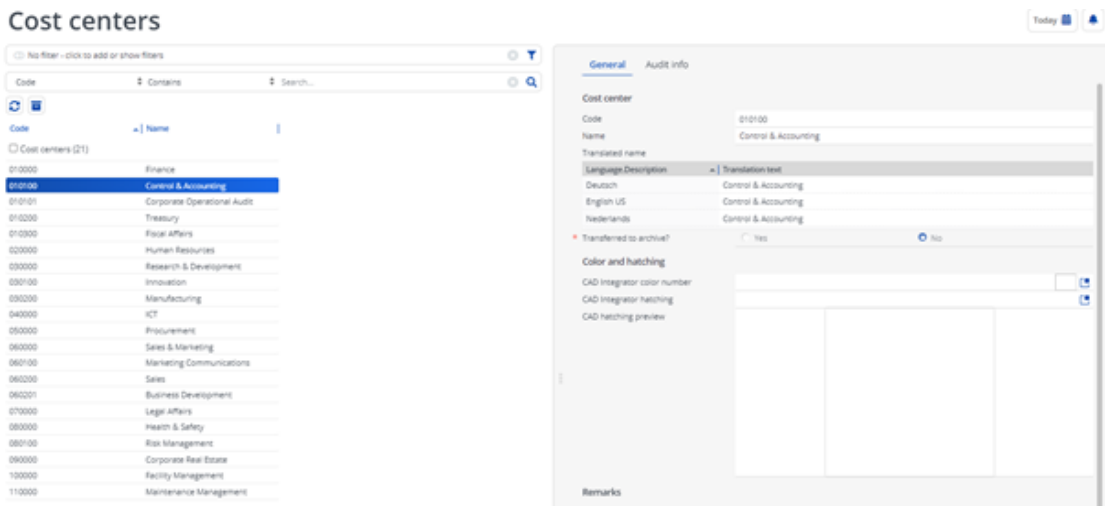 Cost centers
Today
No filter - click to add or show filters
Code Contains Search...
Code Name
Cost centers (21)
010000 Finance
010100 Control & Accounting
010101 Corporate Operational Audit
010200 Treasury
010300 Fiscal Affairs
020000 Human Resources
030000 Research & Development
030100 Innovation
030200 Manufacturing
040000 ICT
050000 Procurement
060000 Sales & Marketing
060100 Marketing Communications
060200 Sales
060201 Business Development
070000 Legal Affairs
080000 Health & Safety
080100 Risk Management
090000 Corporate Real Estate
100000 Facility Management
110000 Maintenance Management
General Audit info
Cost center
Code 010100
Name Control & Accounting
Translated name
Language.Description Translation text
Deutsch Control & Accounting
English US Control & Accounting
Nederlands Control & Accounting
* Transferred to archive? Yes No
Color and hatching
CAD Integrator color number
CAD Integrator hatching
CAD hatching preview
Remarks